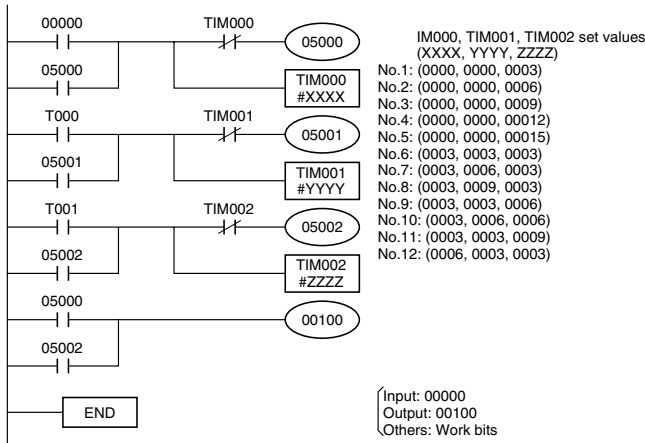 00000
TIM000
05000
05000
TIM000
#XXXX
T000
TIM001
05001
05001
TIM001
#YYYY
T001
TIM002
05002
05002
TIM002
#ZZZZ
05000
00100
05002
END
IM000, TIM001, TIM002 set values
(XXXX, YYYY, ZZZZ)
No.1: (0000, 0000, 0003)
No.2: (0000, 0000, 0006)
No.3: (0000, 0000, 0009)
No.4: (0000, 0000, 00012)
No.5: (0000, 0000, 00015)
No.6: (0003, 0003, 0003)
No.7: (0003, 0006, 0003)
No.8: (0003, 0009, 0003)
No.9: (0003, 0003, 0006)
No.10: (0003, 0006, 0006)
No.11: (0003, 0003, 0009)
No.12: (0006, 0003, 0003)
Input: 00000
Output: 00100
Others: Work bits